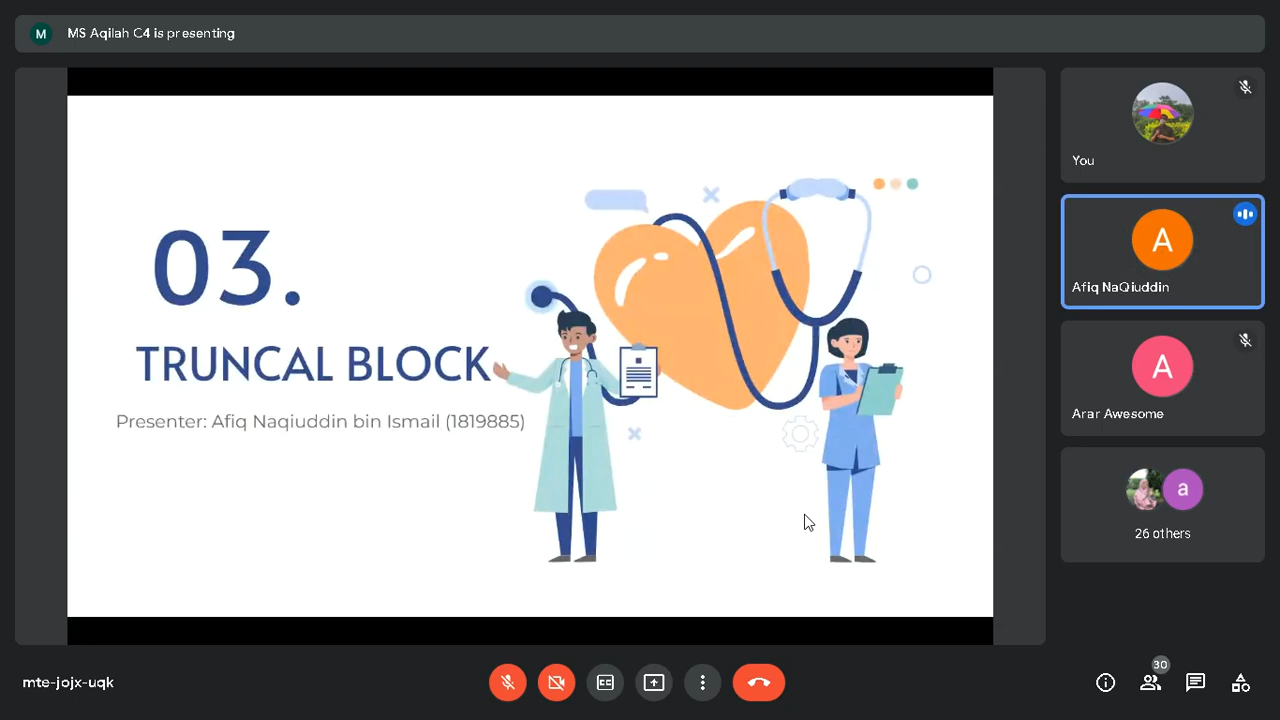 M
MS Aqilah C4 is presenting
03.
TRUNCAL BLOCK
Presenter: Afiq Naqiuddin bin Ismail (1819885)
You
A
Afiq NaQiuddin
A
Arar Awesome
a
26 others
mte-jojx-uqk
CC
30